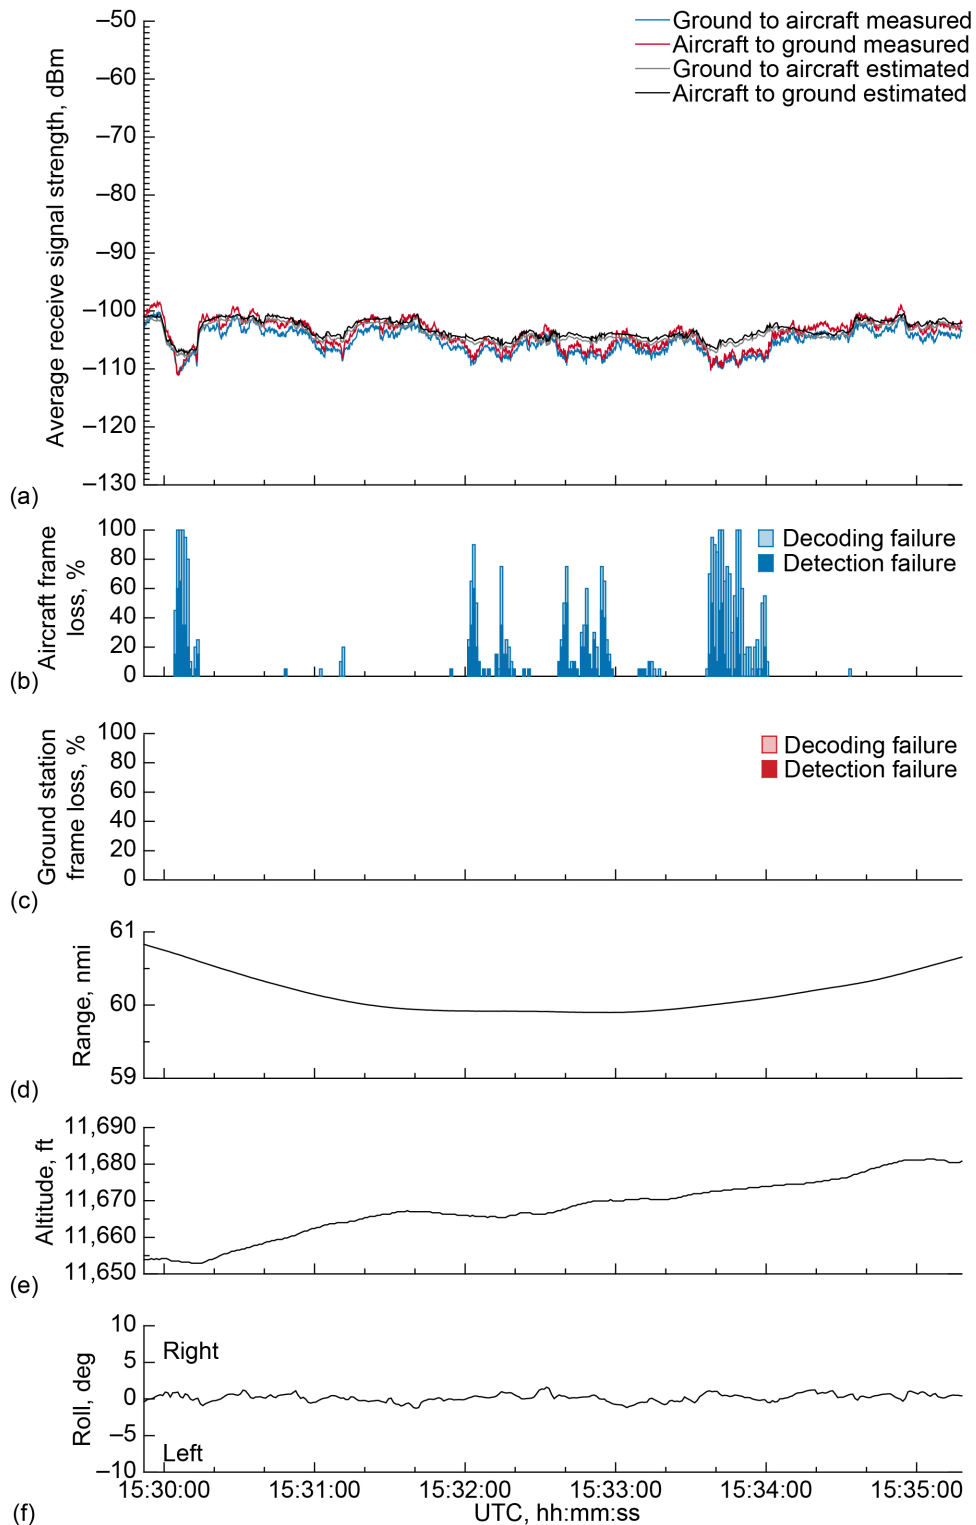 −50
−60
−70
−80
−90
−100
−110
−120
−130
Average receive signal strength, dBm
Ground to aircraft measured
Aircraft to ground measured
Ground to aircraft estimated
Aircraft to ground estimated
(a)
100
80
60
40
20
0
Aircraft frame
loss, %
Decoding failure
Detection failure
(b)
100
80
60
40
20
0
Ground station
frame loss, %
Decoding failure
Detection failure
(c)
61
60
59
Range, nmi
(d)
11,690
11,680
11,670
11,660
11,650
Altitude, ft
(e)
10
5
0
−5
−10
Roll, deg
Right
Left
15:30:00 15:31:00 15:32:00 15:33:00 15:34:00 15:35:00
UTC, hh:mm:ss
(f)